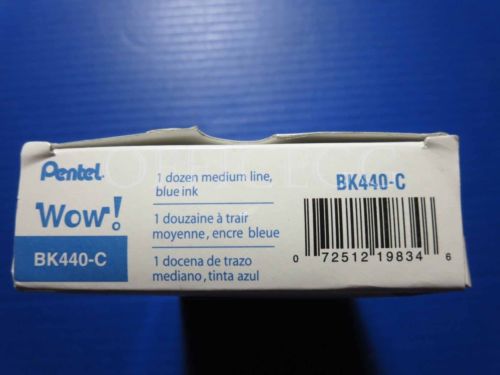 Pentel
Wow!
BK440-C
1 dozen medium line,
blue ink
1 douzaine à trair
moyenne, encre bleue
1 docena de trazo
mediano, tinta azul
BK440-C
0 72512 19834 6